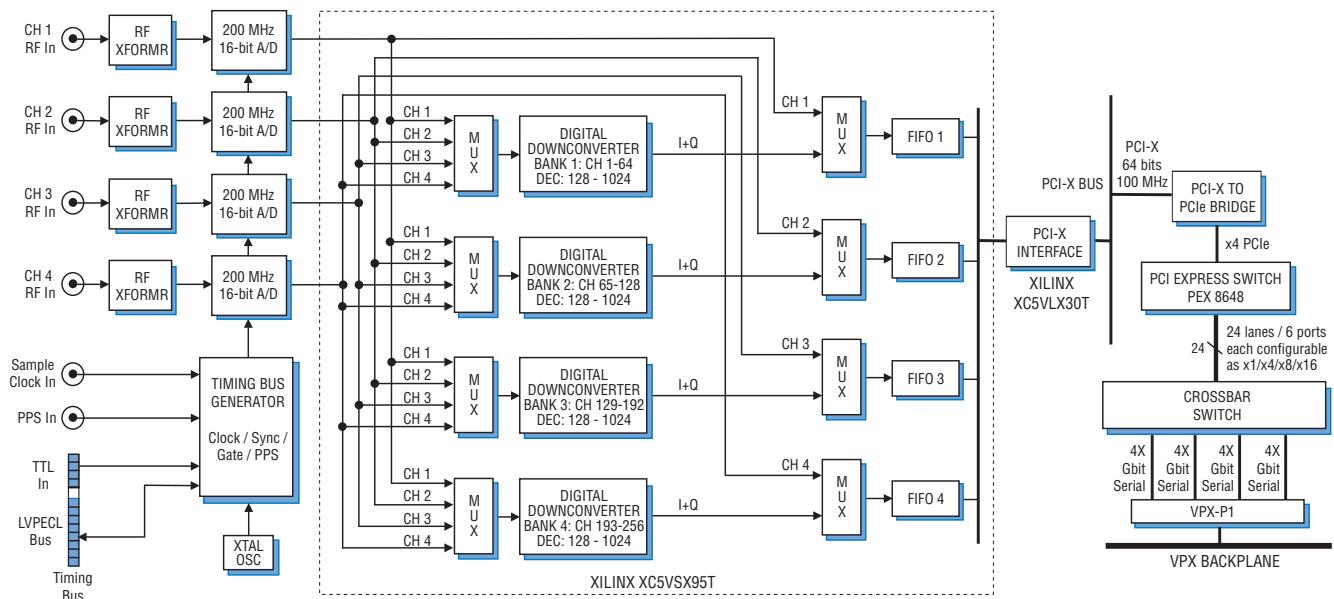 CH 1
RF In
RF
XFORMR
200 MHz
16-bit A/D
CH 2
RF In
RF
XFORMR
200 MHz
16-bit A/D
CH 3
RF In
RF
XFORMR
200 MHz
16-bit A/D
CH 4
RF In
RF
XFORMR
200 MHz
16-bit A/D
Sample
Clock In
PPS In
TTL
In
LVPECL
Bus
Timing
Bus
TIMING BUS
GENERATOR
Clock / Sync /
Gate / PPS
XTAL
OSC
CH 1
CH 2
CH 3
CH 4
MUX
DIGITAL
DOWNCONVERTER
BANK 1: CH 1-64
DEC: 128 - 1024
I+Q
CH 1
MUX
FIFO 1
CH 1
CH 2
CH 3
CH 4
MUX
DIGITAL
DOWNCONVERTER
BANK 2: CH 65-128
DEC: 128 - 1024
I+Q
CH 2
MUX
FIFO 2
CH 1
CH 2
CH 3
CH 4
MUX
DIGITAL
DOWNCONVERTER
BANK 3: CH 129-192
DEC: 128 - 1024
I+Q
CH 3
MUX
FIFO 3
CH 1
CH 2
CH 3
CH 4
MUX
DIGITAL
DOWNCONVERTER
BANK 4: CH 193-256
DEC: 128 - 1024
I+Q
CH 4
MUX
FIFO 4
XILINX XC5VSX95T
PCI-X BUS
PCI-X
INTERFACE
XILINX
XC5VLX30T
PCI-X
64 bits
100 MHz
PCI-X TO
PCIe BRIDGE
x4 PCIe
PCI EXPRESS SWITCH
PEX 8648
24
24 lanes / 6 ports
each configurable
as x1/x4/x8/x16
CROSSBAR
SWITCH
4X
Gbit
Serial
4X
Gbit
Serial
4X
Gbit
Serial
4X
Gbit
Serial
VPX-P1
VPX BACKPLANE